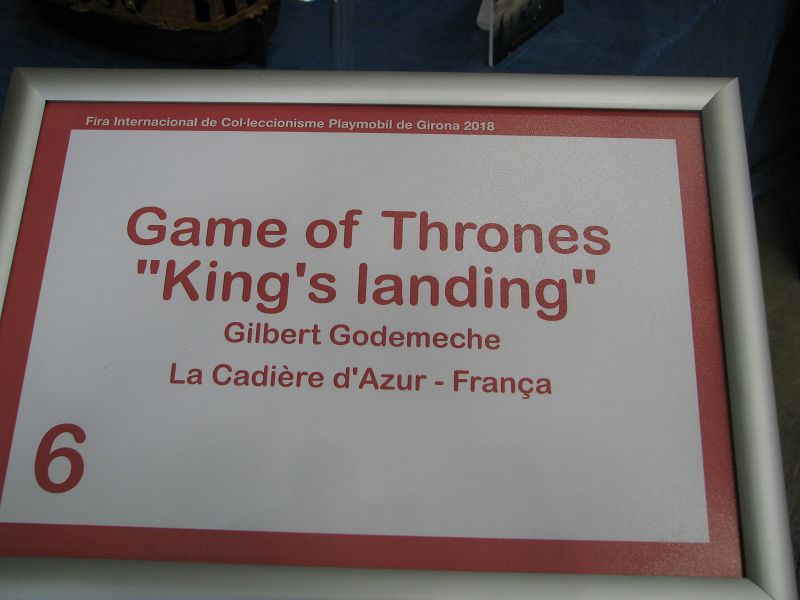 Fira Internacional de Col·leccionisme Playmobil de Girona 2018
Game of Thrones
"King's landing"
Gilbert Godemeche
La Cadière d'Azur - França
6